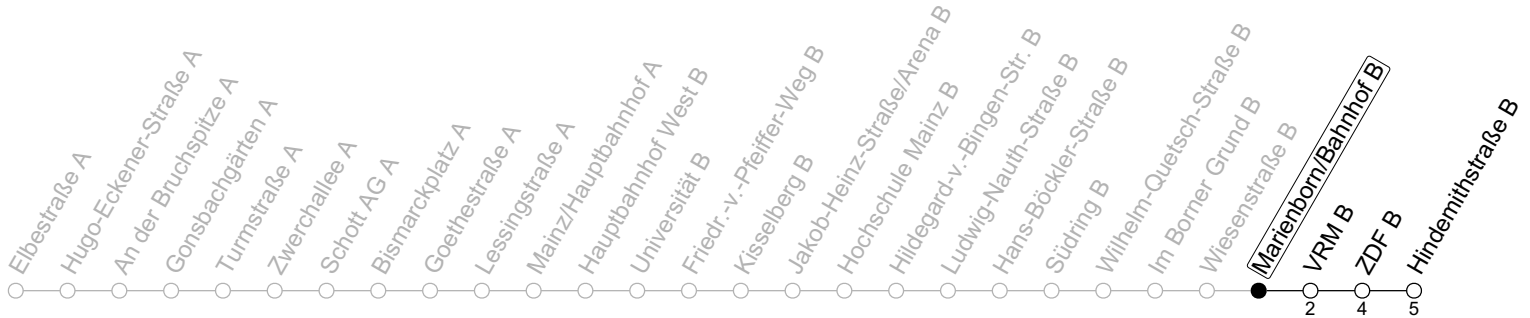 Elbestraße A
Hugo-Eckener-Straße A
An der Bruchspitze A
Gonsbachgärten A
Turmstraße A
Zwerchallee A
Schott AG A
Bismarckplatz A
Goethestraße A
Lessingstraße A
Mainz/Hauptbahnhof A
Hauptbahnhof West B
Universität B
Friedr.-v.-Pfeiffer-Weg B
Kisselberg B
Jakob-Heinz-Straße/Arena B
Hochschule Mainz B
Hildegard-v.-Bingen-Str. B
Ludwig-Nauth-Straße B
Hans-Böckler-Straße B
Südring B
Wilhelm-Quetsch-Straße B
Im Borner Grund B
Wiesenstraße B
Marienborn/Bahnhof B
VRM B
ZDF B
Hindemithstraße B
2
4
5